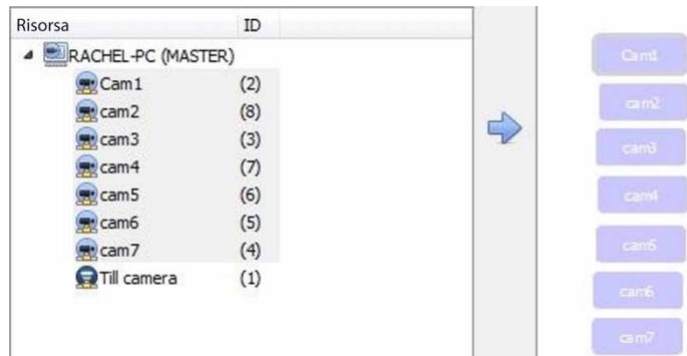 Risorsa ID
RACHEL-PC (MASTER)
Cam1 (2)
cam2 (8)
cam3 (3)
cam4 (7)
cam5 (6)
cam6 (5)
cam7 (4)
Till camera (1)
Cam1
cam2
cam3
cam4
cam5
cam6
cam7